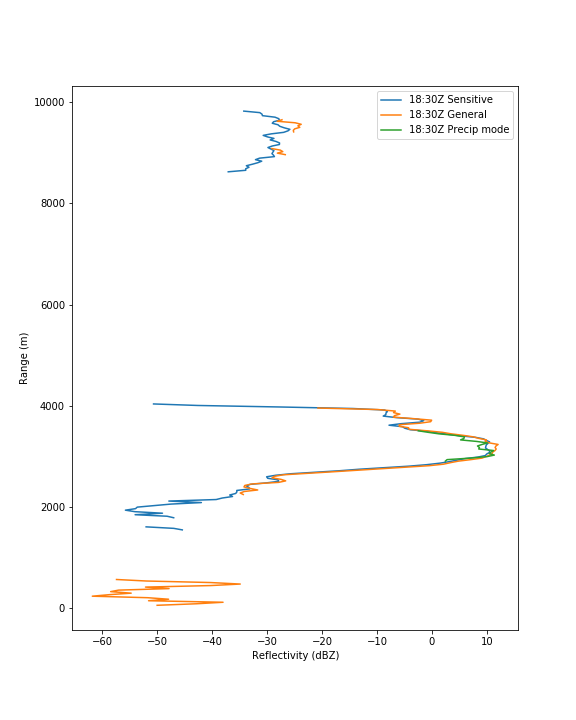 18:30Z Sensitive
18:30Z General
18:30Z Precip mode
10000
8000
6000
4000
2000
0
Range (m)
−60 −50 −40 −30 −20 −10 0 10
Reflectivity (dBZ)